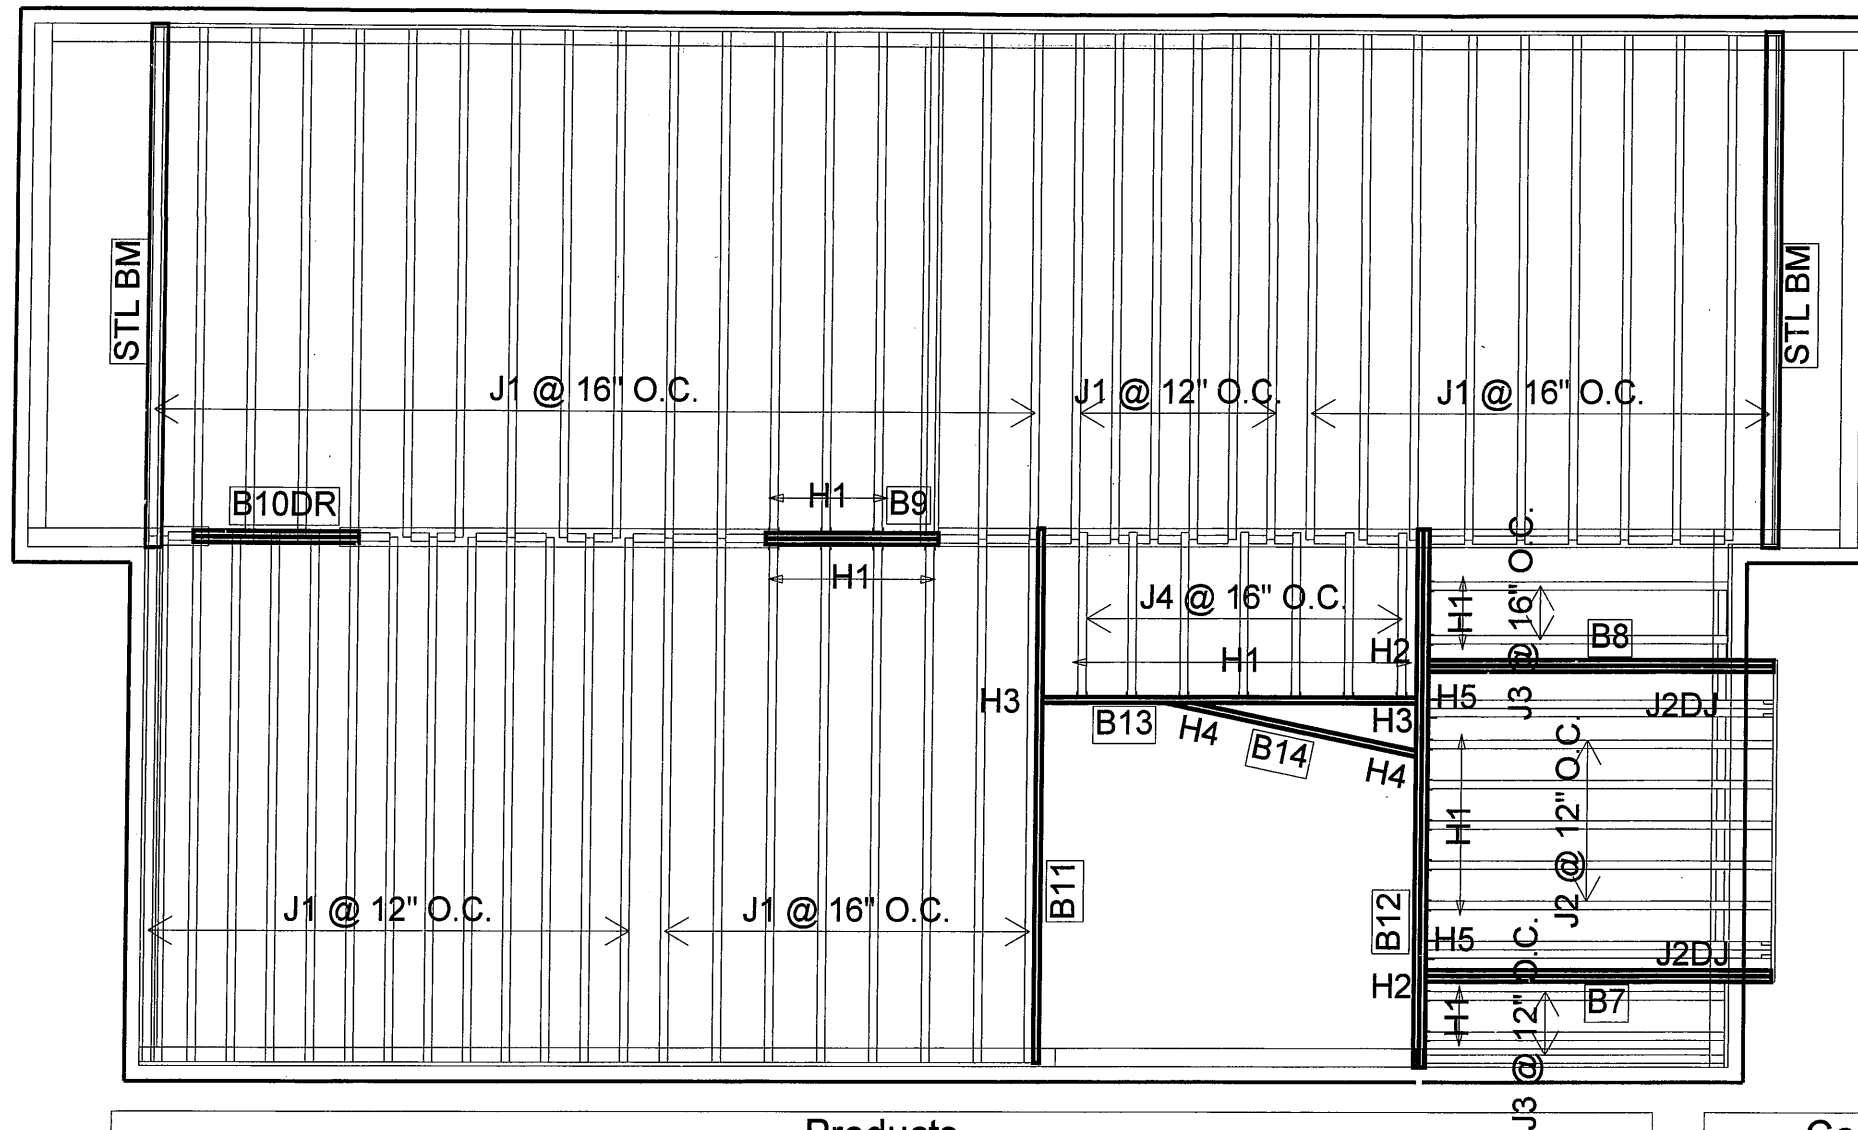 STL BM
STL BM
J1 @ 16" O.C.
J1 @ 12" O.C.
J1 @ 16" O.C.
B10DR
H1
B9
H1
J4 @ 16" O.C.
H1
J3 @ 16" O.C.
B8
H2
H1
H3
H5
J2DJ
B13
H4
H3
B14
H4
H1
J2 @ 12" O.C.
B11
B12
J1 @ 12" O.C.
J1 @ 16" O.C.
H5
J2DJ
H2
H1
B7
J3 @ 12" O.C.
Products